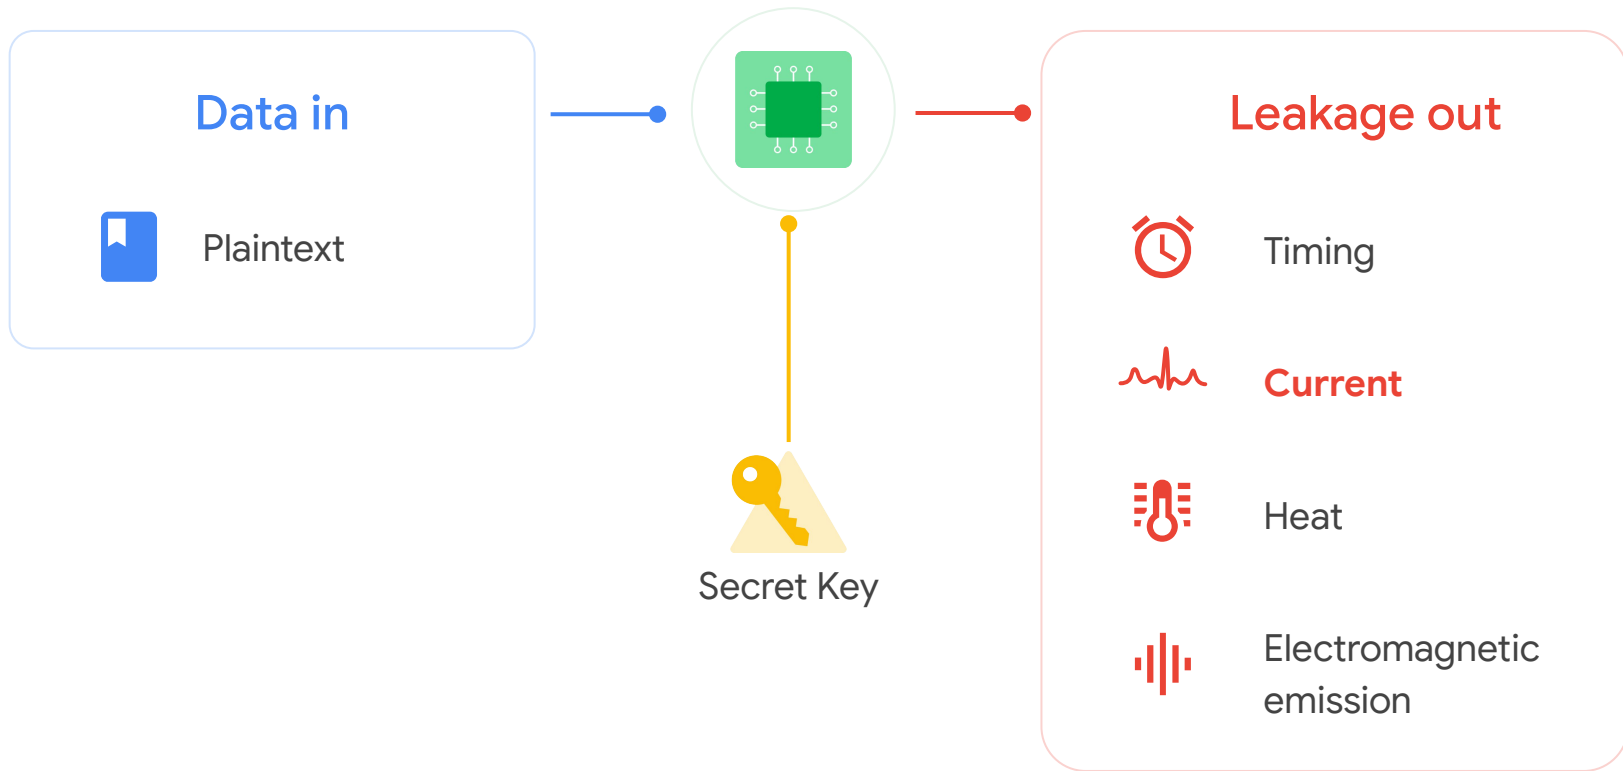 Data in
Plaintext
Secret Key
Leakage out
Timing
Current
Heat
Electromagnetic
emission